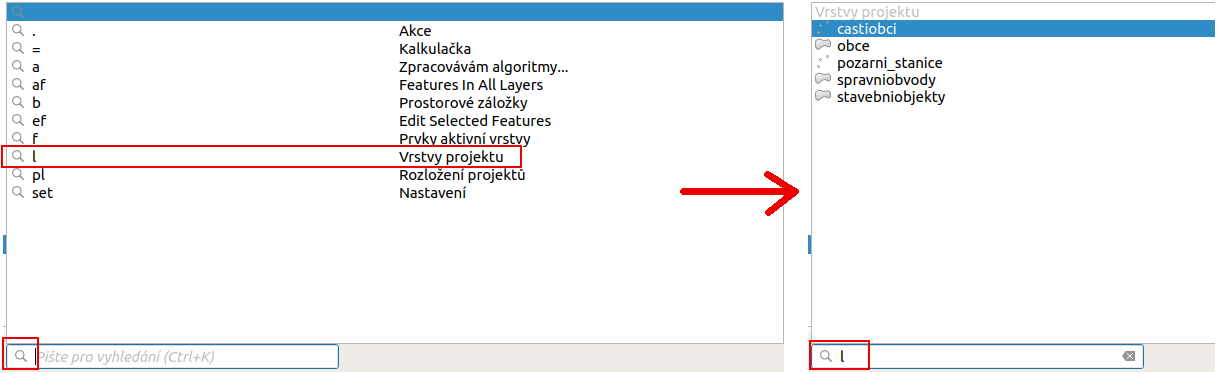 . Akce
= Kalkulačka
a Zpracovávám algoritmy...
af Features In All Layers
b Prostorové záložky
ef Edit Selected Features
f Prvky aktivní vrstvy
l Vrstvy projektu
pl Rozložení projektů
set Nastavení
Pište pro vyhledání (Ctrl+K)
Vrstvy projektu
castiobci
obce
pozarni_stanice
spravniobvody
stavebniobjekty
l